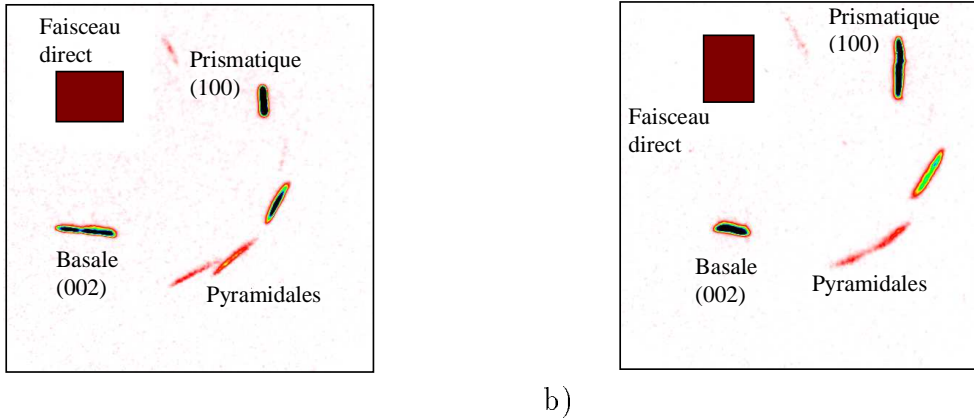 Faisceau
direct
Prismatique
(100)
Basale
(002)
Pyramidales
Prismatique
(100)
Faisceau
direct
Basale
(002)
Pyramidales
b)